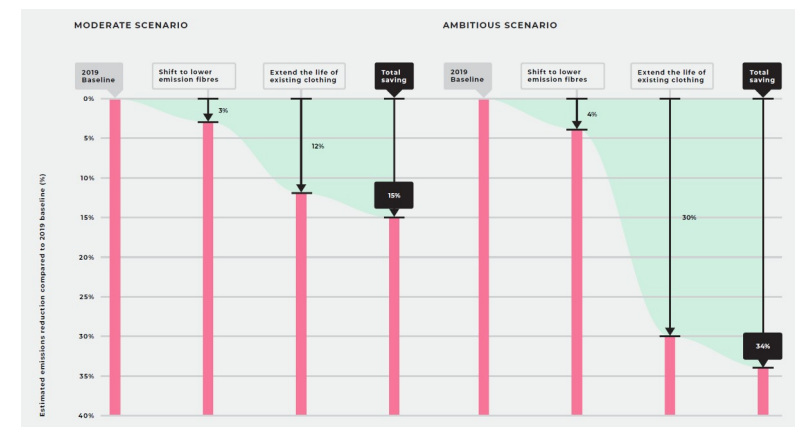 MODERATE SCENARIO
2019
Baseline
Shift to lower
emission fibres
Extend the life of
existing clothing
Total
saving
3%
12%
15%
AMBITIOUS SCENARIO
2019
Baseline
Shift to lower
emission fibres
Extend the life of
existing clothing
Total
saving
4%
30%
34%
Estimated emissions reduction compared to 2019 baseline (%)
0%
5%
10%
15%
20%
25%
30%
35%
40%